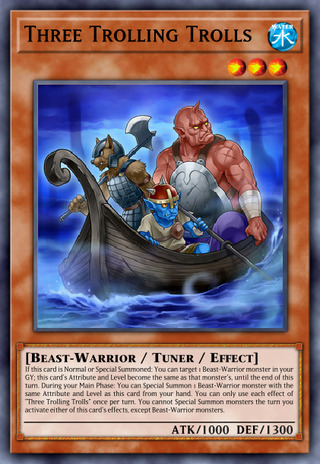 THREE TROLLING TROLLS
WATER
水
[BEAST-WARRIOR / TUNER / EFFECT]
If this card is Normal or Special Summoned: You can target 1 Beast-Warrior monster in your
GY; this card's Attribute and Level become the same as that monster's, until the end of this
turn. During your Main Phase: You can Special Summon 1 Beast-Warrior monster with the
same Attribute and Level as this card from your hand. You can only use each effect of
"Three Trolling Trolls" once per turn. You cannot Special Summon monsters the turn you
activate either of this card's effects, except Beast-Warrior monsters.
ATK/1000 DEF/1300